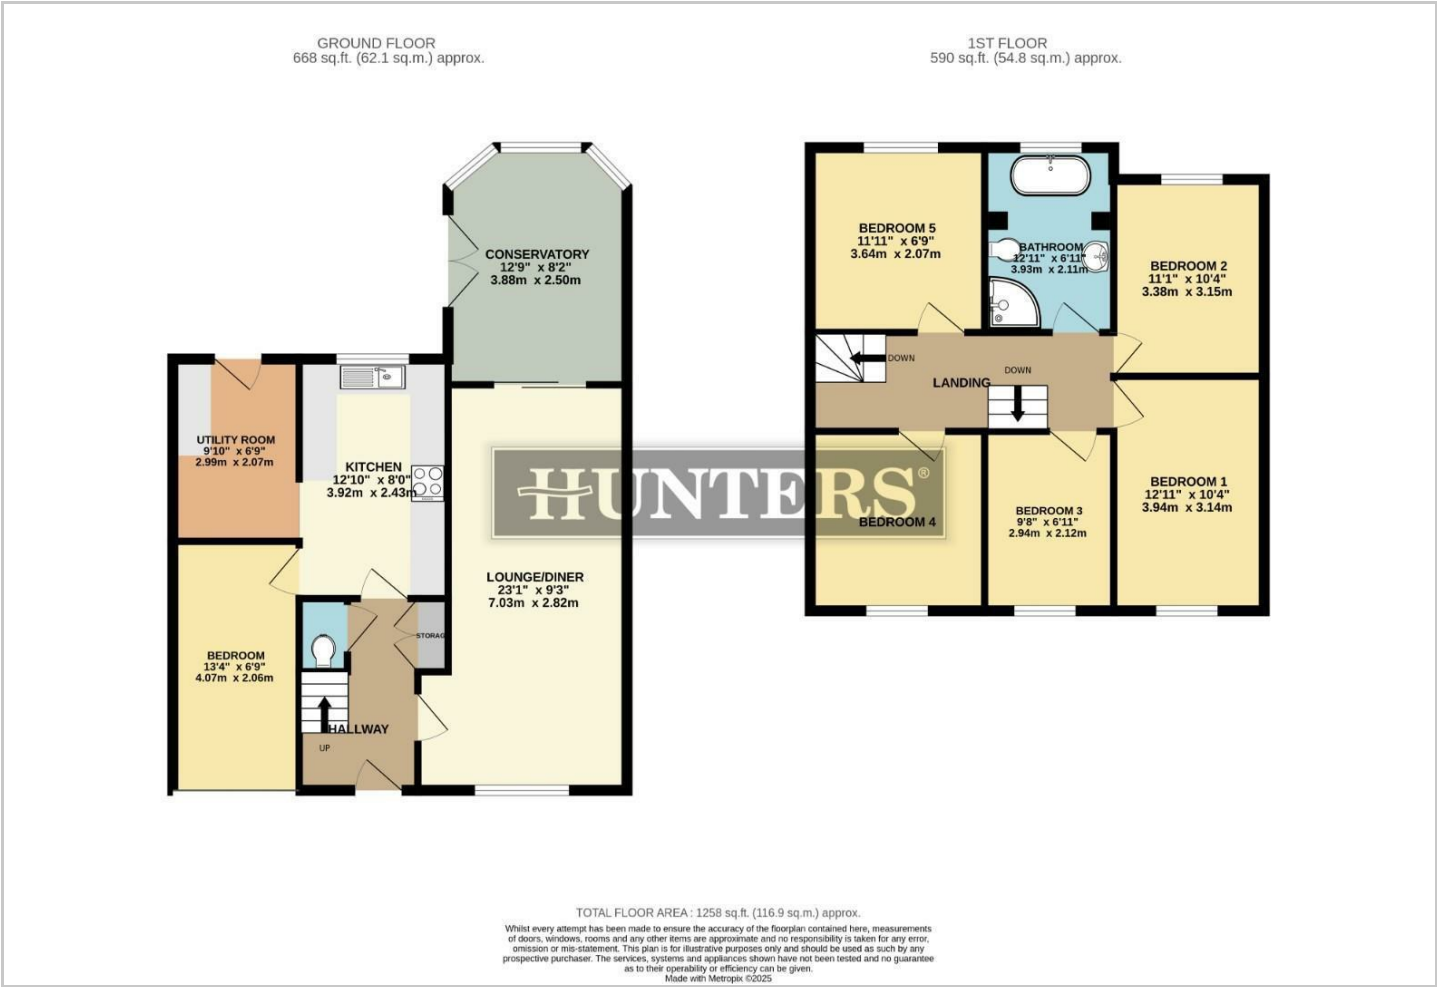 GROUND FLOOR
668 sq.ft. (62.1 sq.m.) approx.
1ST FLOOR
590 sq.ft. (54.8 sq.m.) approx.
CONSERVATORY
12'9" x 8'2"
3.88m x 2.50m
UTILITY ROOM
9'10" x 6'9"
2.99m x 2.07m
KITCHEN
12'10" x 8'0"
3.92m x 2.43m
LOUNGE/DINER
23'1" x 9'3"
7.03m x 2.82m
STORAG
BEDROOM
13'4" x 6'9"
4.07m x 2.06m
HALLWAY
UP
BEDROOM 5
11'11" x 6'9"
3.64m x 2.07m
BATHROOM
12'11" x 6'11"
3.93m x 2.11m
BEDROOM 2
11'1" x 10'4"
3.38m x 3.15m
DOWN
DOWN
LANDING
HUNTERS®
BEDROOM 4
BEDROOM 3
9'8" x 6'11"
2.94m x 2.12m
BEDROOM 1
12'11" x 10'4"
3.94m x 3.14m
TOTAL FLOOR AREA : 1258 sq.ft. (116.9 sq.m.) approx.
Whilst every attempt has been made to ensure the accuracy of the floorplan contained here, measurements
of doors, windows, rooms and any other items are approximate and no responsibility is taken for any error,
omission or mis-statement. This plan is for illustrative purposes only and should be used as such by any
prospective purchaser. The services, systems and appliances shown have not been tested and no guarantee
as to their operability or efficiency can be given.
Made with Metropix ©2025